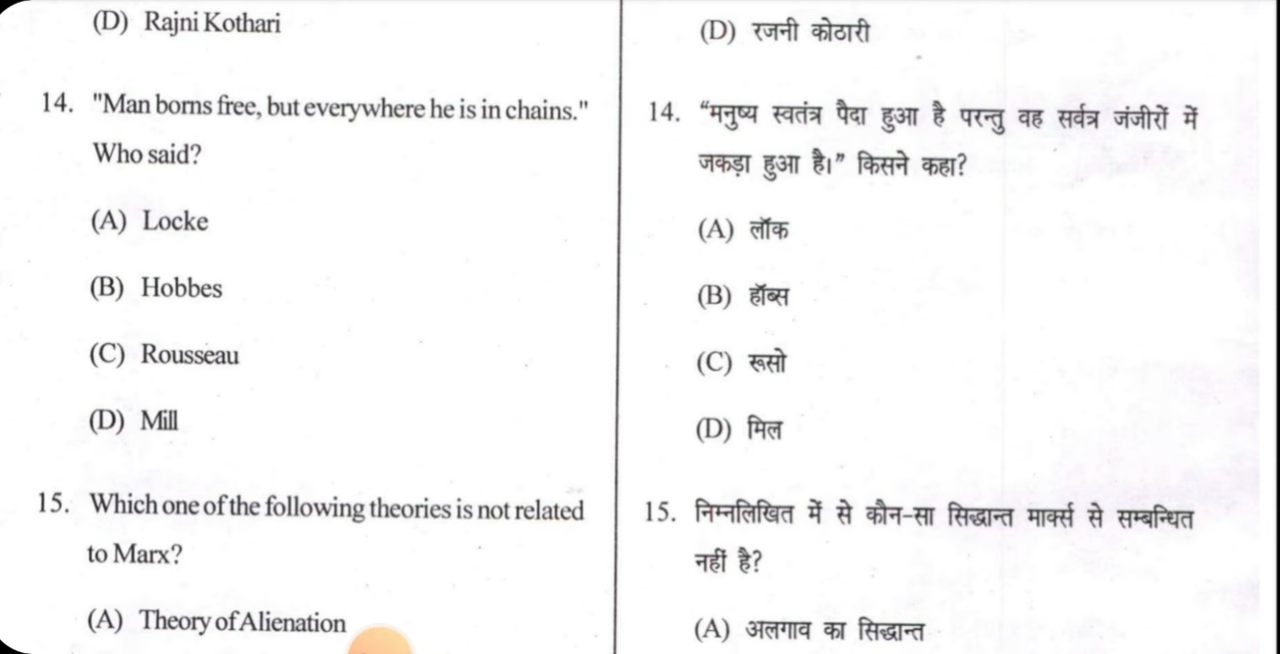 (D) Rajni Kothari
14. "Man borns free, but everywhere he is in chains."
Who said?
(A) Locke
(B) Hobbes
(C) Rousseau
(D) Mill
15. Which one of the following theories is not related
to Marx?
(A) Theory of Alienation
(D) रजनी कोठारी
14. “मनुष्य स्वतंत्र पैदा हुआ है परन्तु वह सर्वत्र जंजीरों में
जकड़ा हुआ है।” किसने कहा?
(A) लॉक
(B) हॉब्स
(C) रूसो
(D) मिल
15. निम्नलिखित में से कौन-सा सिद्धान्त मार्क्स से सम्बन्धित
नहीं है?
(A) अलगाव का सिद्धान्त